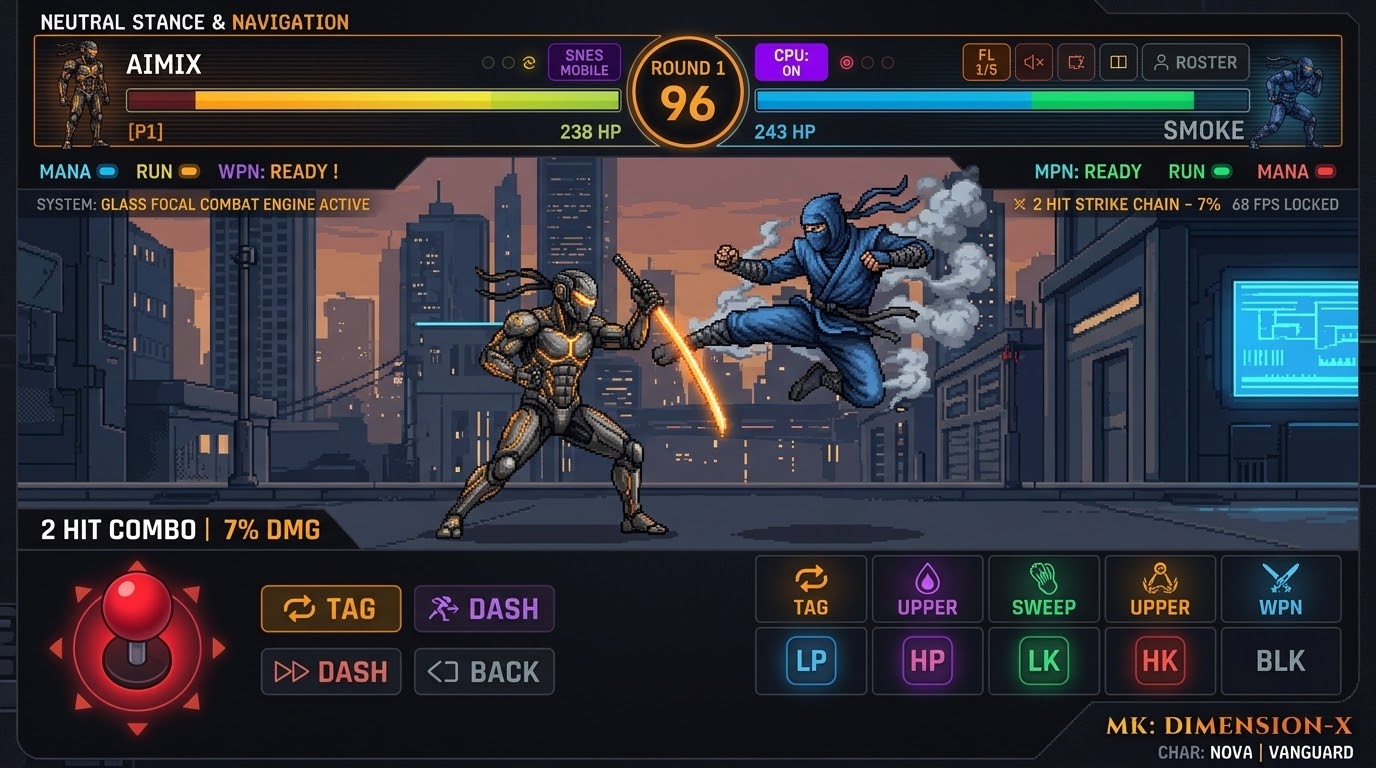 NEUTRAL STANCE & NAVIGATION
AIMIX
SNES
MOBILE
ROUND 1
96
CPU:
ON
FL
1/5
ROSTER
[P1]
238 HP
243 HP
SMOKE
MANA RUN WPN: READY !
MPN: READY RUN MANA
SYSTEM: GLASS FOCAL COMBAT ENGINE ACTIVE
2 HIT STRIKE CHAIN - 7% 68 FPS LOCKED
2 HIT COMBO | 7% DMG
TAG DASH
DASH BACK
TAG UPPER SWEEP UPPER WPN
LP HP LK HK BLK
MK: DIMENSION-X
CHAR: NOVA | VANGUARD